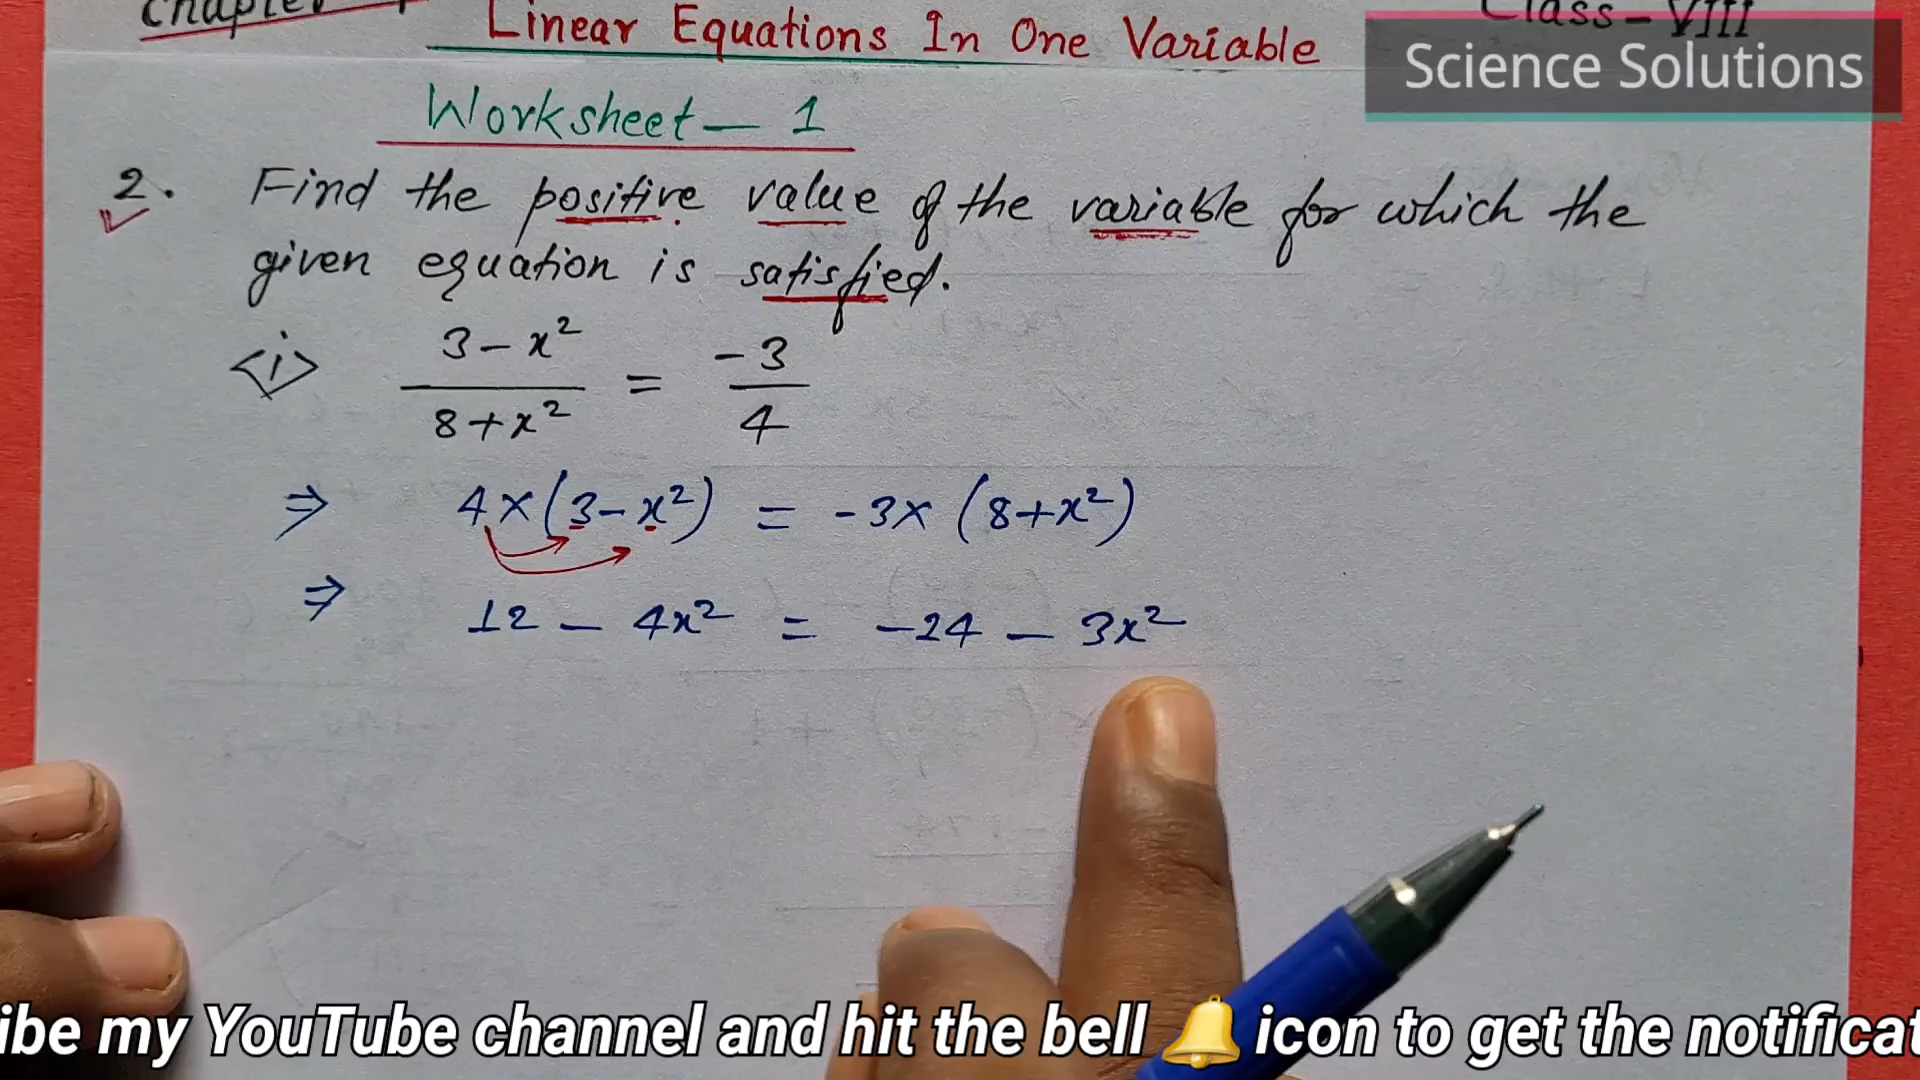 Chapter
Linear Equations In One Variable
Class-VIII
Science Solutions
Worksheet-1
2. Find the positive value of the variable for which the
given equation is satisfied.
<i> 3-x² / 8+x² = -3 / 4
⇒ 4×(3-x²) = -3×(8+x²)
⇒ 12 - 4x² = -24 - 3x²
ibe my YouTube channel and hit the bell 🔔 icon to get the notificat